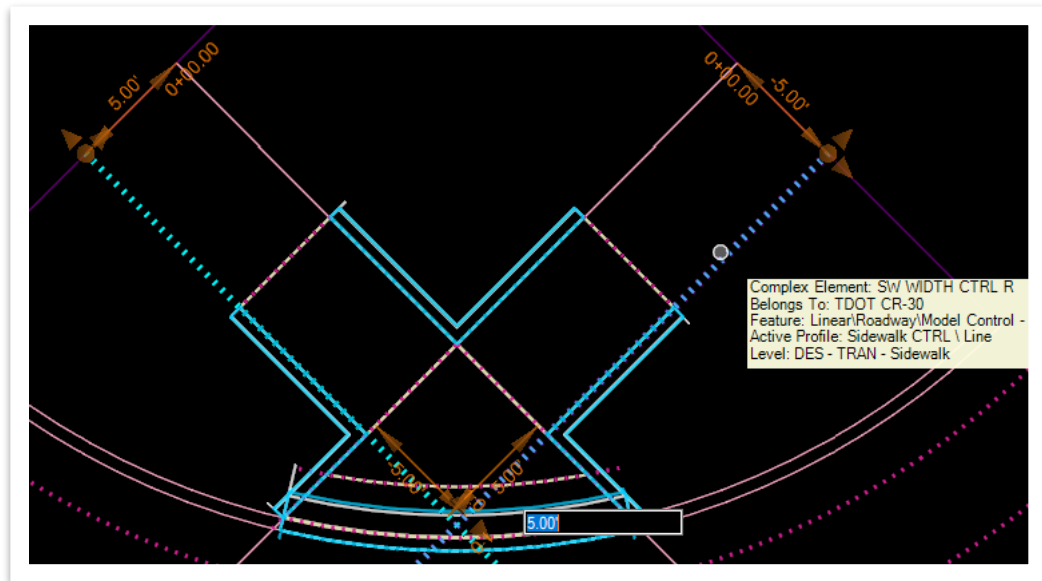 5.00'
0+00.00
0+00.00
-5.00'
Complex Element: SW WIDTH CTRL R
Belongs To: TDOT CR-30
Feature: Linear\Roadway\Model Control -
Active Profile: Sidewalk CTRL \ Line
Level: DES - TRAN - Sidewalk
-5.00'
5.00'
5.00'